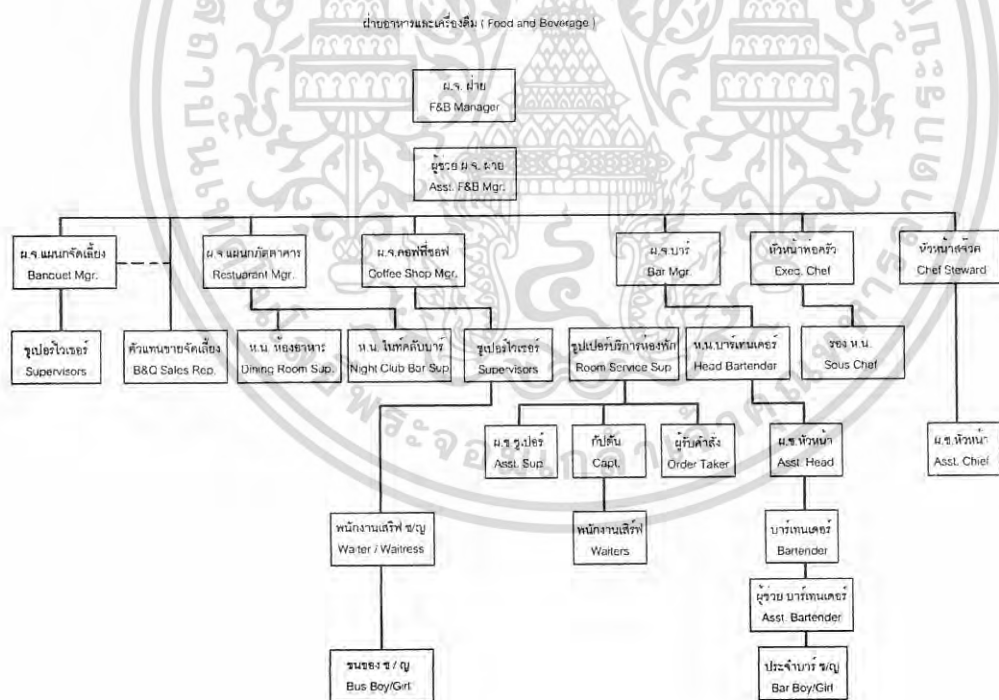 ฝ่ายอาหารและเครื่องดื่ม ( Food and Beverage )
ผ.จ. ฝ่าย
F&B Manager
ผู้ช่วย ผ.จ. ฝ่าย
Asst. F&B Mgr.
ผ.จ.แผนกจัดเลี้ยง
Banquet Mgr.
ผ.จ.แผนกภัตตาคาร
Restuarant Mgr.
ผ.จ.คอฟฟี่ชอฟ
Coffee Shop Mgr.
ผ.จ.บาร์
Bar Mgr.
หัวหน้าพ่อครัว
Exec. Chef
หัวหน้าสจ๊วต
Chef Steward
ซูเปอร์ไวเซอร์
Supervisors
ตัวแทนขายจัดเลี้ยง
B&Q Sales Rep.
ห.น. ห้องอาหาร
Dining Room Sup.
ห.น. ไนท์คลับบาร์
Night Club Bar Sup.
ซูเปอร์ไวเซอร์
Supervisors
ซูปเปอร์บริการห้องพัก
Room Service Sup
ห.น.บาร์เทนเดอร์
Head Bartender
รอง ห.น.
Sous Chef
ผ.ช.ซูเปอร์
Asst. Sup
กัปตัน
Capt.
ผู้รับคำสั่ง
Order Taker
ผ.ช.หัวหน้า
Asst. Head
ผ.ช.หัวหน้า
Asst. Chief
พนักงานเสริฟ ช/ญ
Waiter / Waitress
พนักงานเสิร์ฟ
Waiters
บาร์เทนเดอร์
Bartender
ผู้ช่วย บาร์เทนเดอร์
Asst. Bartender
ขนของ ช / ญ
Bus Boy/Girl
ประจำบาร์ ช/ญ
Bar Boy/Girl